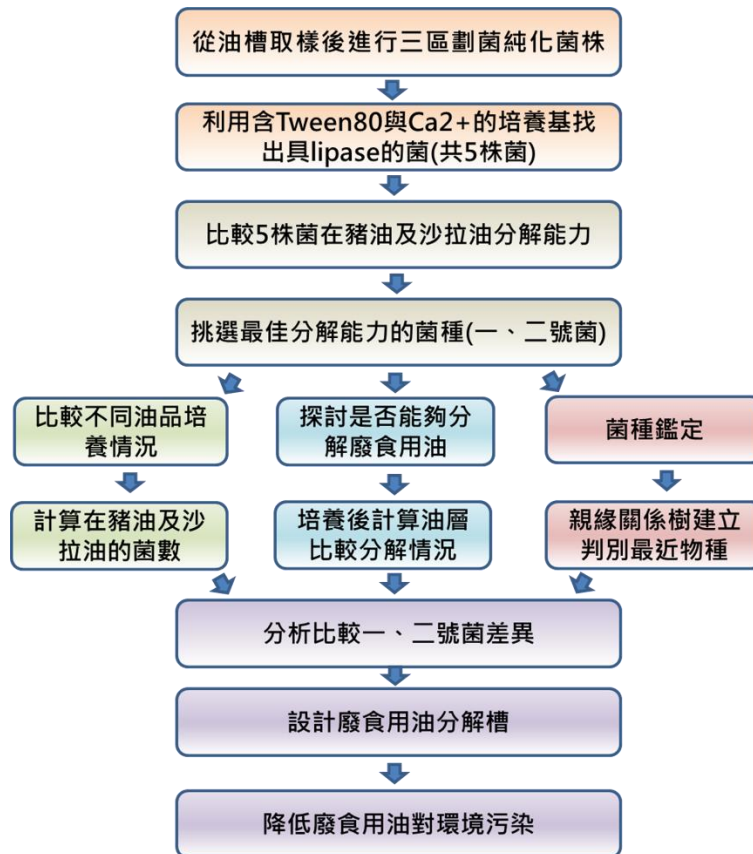 從油槽取樣後進行三區劃菌純化菌株
利用含Tween80與Ca2+的培養基找
出具lipase的菌(共5株菌)
比較5株菌在豬油及沙拉油分解能力
挑選最佳分解能力的菌種(一、二號菌)
比較不同油品培
養情況
計算在豬油及沙
拉油的菌數
探討是否能夠分
解廢食用油
培養後計算油層
比較分解情況
菌種鑑定
親緣關係樹建立
判別最近物種
分析比較一、二號菌差異
設計廢食用油分解槽
降低廢食用油對環境污染